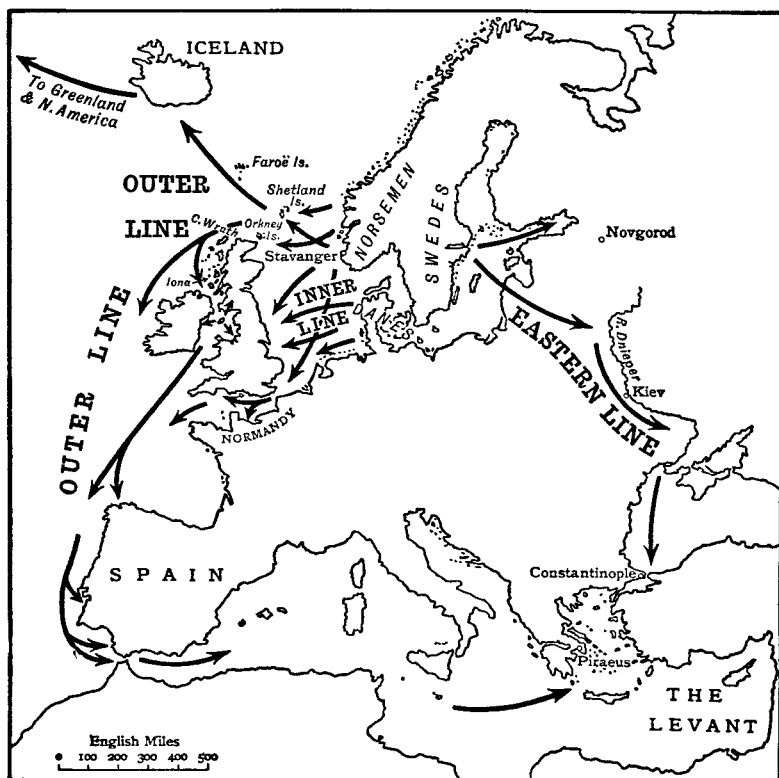 ICELAND
To Greenland
& N. America
Faroë Is.
OUTER
LINE
Shetland
Is.
C. Wrath
Orkney
Is.
Stavanger
NORSEMEN
SWEDES
Novgorod
Iona
INNER
LINE
DANES
OUTER LINE
EASTERN LINE
R. Dnieper
Kiev
NORMANDY
SPAIN
Constantinople
Piraeus
THE
LEVANT
English Miles
0 100 200 300 400 500